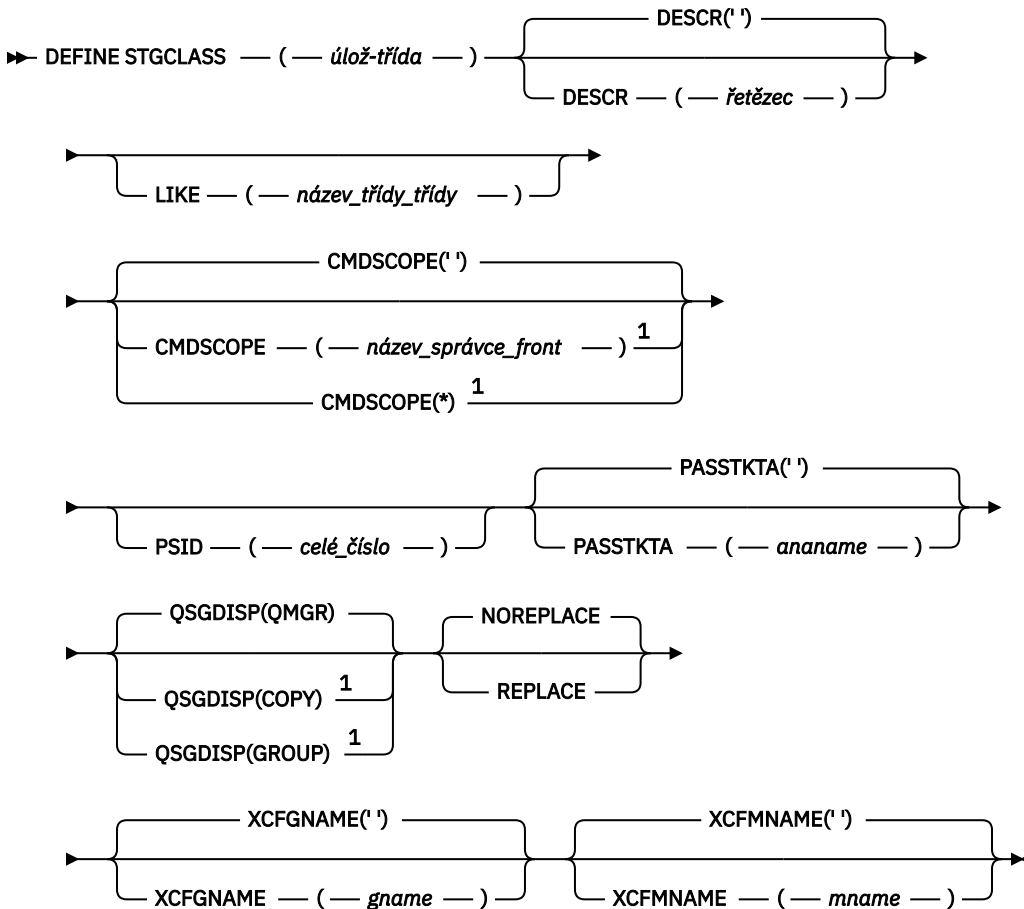 DESCR(' ')
DEFINE STGCLASS ( úlož-třída )
DESCR ( řetězec )
LIKE ( název_třídy_třídy )
CMDSCOPE(' ')
CMDSCOPE ( název_správce_front ) 1
CMDSCOPE(*) 1
PSID ( celé_číslo )
PASSTKTA(' ')
PASSTKTA ( ananame )
QSGDISP(QMGR)
QSGDISP(COPY) 1
QSGDISP(GROUP) 1
NOREPLACE
REPLACE
XCFGNAME(' ')
XCFGNAME ( gname )
XCFMNAME(' ')
XCFMNAME ( mname )